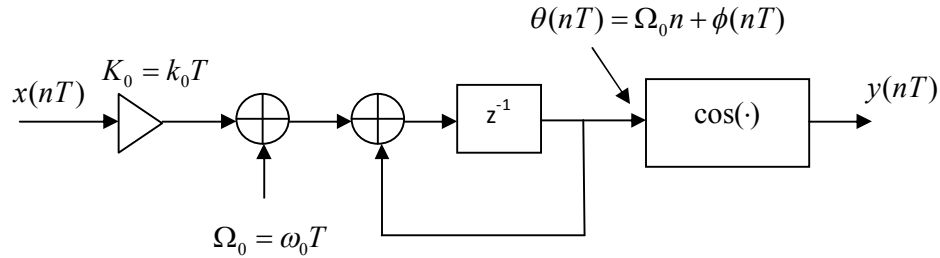 θ(nT) = Ω₀n + ϕ(nT)
K₀ = k₀T
x(nT)
y(nT)
z⁻¹
cos(·)
Ω₀ = ω₀T